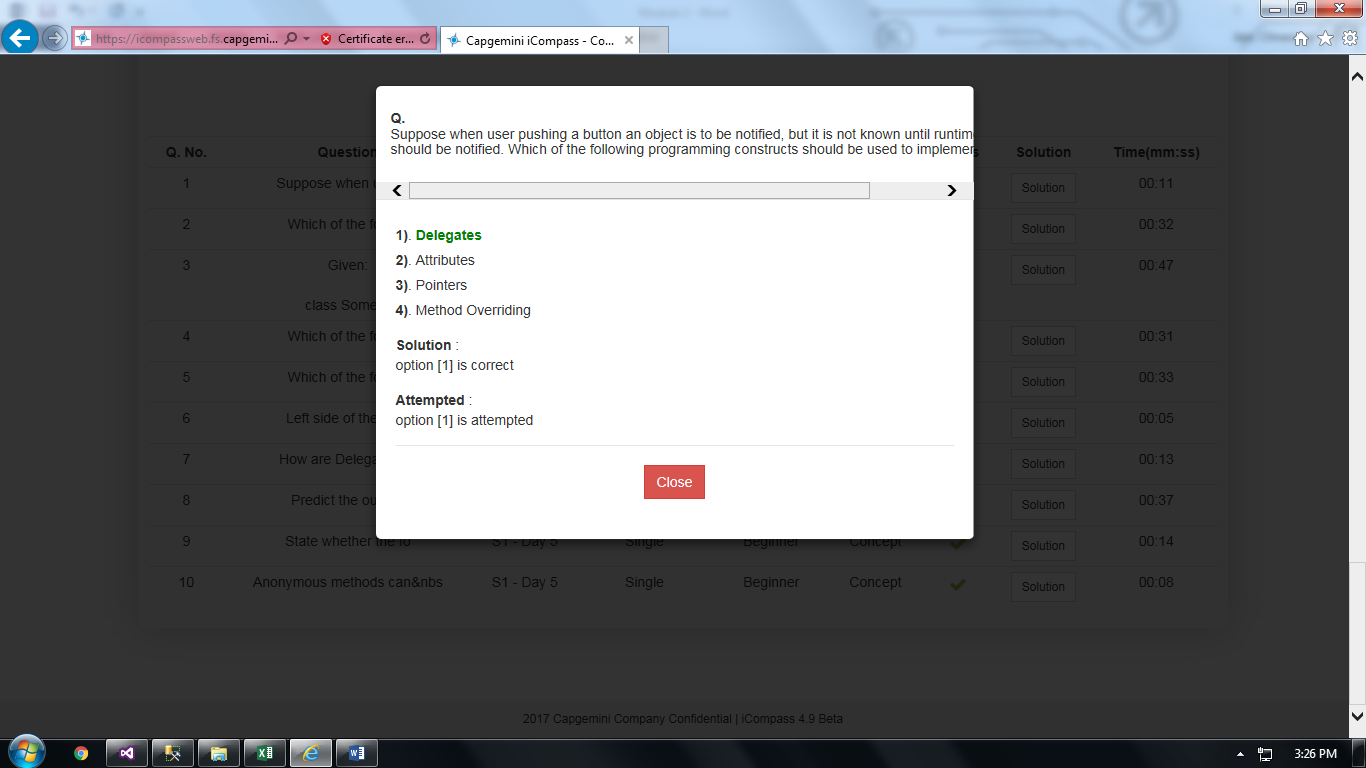 https://icompassweb.fs.capgemi...
Certificate er...
Capgemini iCompass - Co...
Q.
Suppose when user pushing a button an object is to be notified, but it is not known until runtim
should be notified. Which of the following programming constructs should be used to implemen
1). Delegates
2). Attributes
3). Pointers
4). Method Overriding
Solution :
option [1] is correct
Attempted :
option [1] is attempted
Close
Q. No. Question Solution Time(mm:ss)
1 Suppose when Solution 00:11
2 Which of the Solution 00:32
3 Given: Solution 00:47
class Some
4 Which of the Solution 00:31
5 Which of the Solution 00:33
6 Left side of the Solution 00:05
7 How are Delega Solution 00:13
8 Predict the ou Solution 00:37
9 State whether the fo S1 - Day 5 Single Beginner Concept Solution 00:14
10 Anonymous methods can&nbs S1 - Day 5 Single Beginner Concept Solution 00:08
2017 Capgemini Company Confidential | iCompass 4.9 Beta
3:26 PM